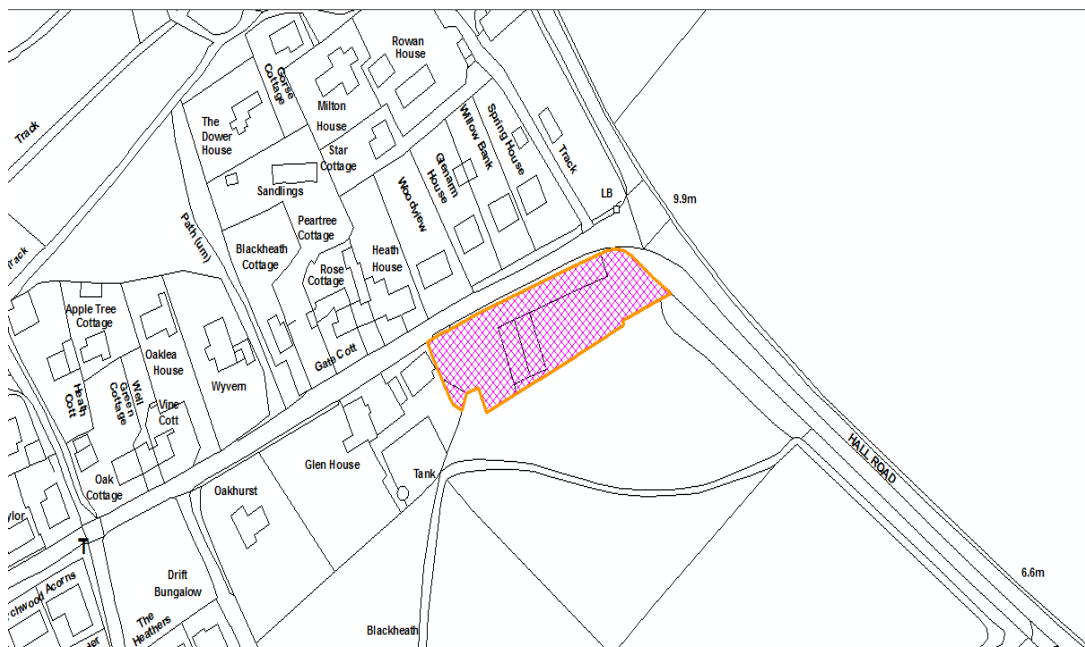 Rowan
House
Gorse
Cottage
Milton
House
The
Dower
House
Star
Cottage
Track
Sandlings
Willow Bank
Spring House
Glenarm
House
Woodview
Track
LB
9.9m
Path (um)
Peartree
Cottage
Blackheath
Cottage
Rose
Cottage
Heath
House
Track
Apple Tree
Cottage
Oaklea
House
Wyvern
Gate Cott
Heath
Cott
Well
Green
Cottage
Vine
Cott
Oak
Cottage
Glen House
Tank
Oakhurst
HALL ROAD
ylor
T
6.6m
chwood Acorns
Drift
Bungalow
The
Heathers
Blackheath